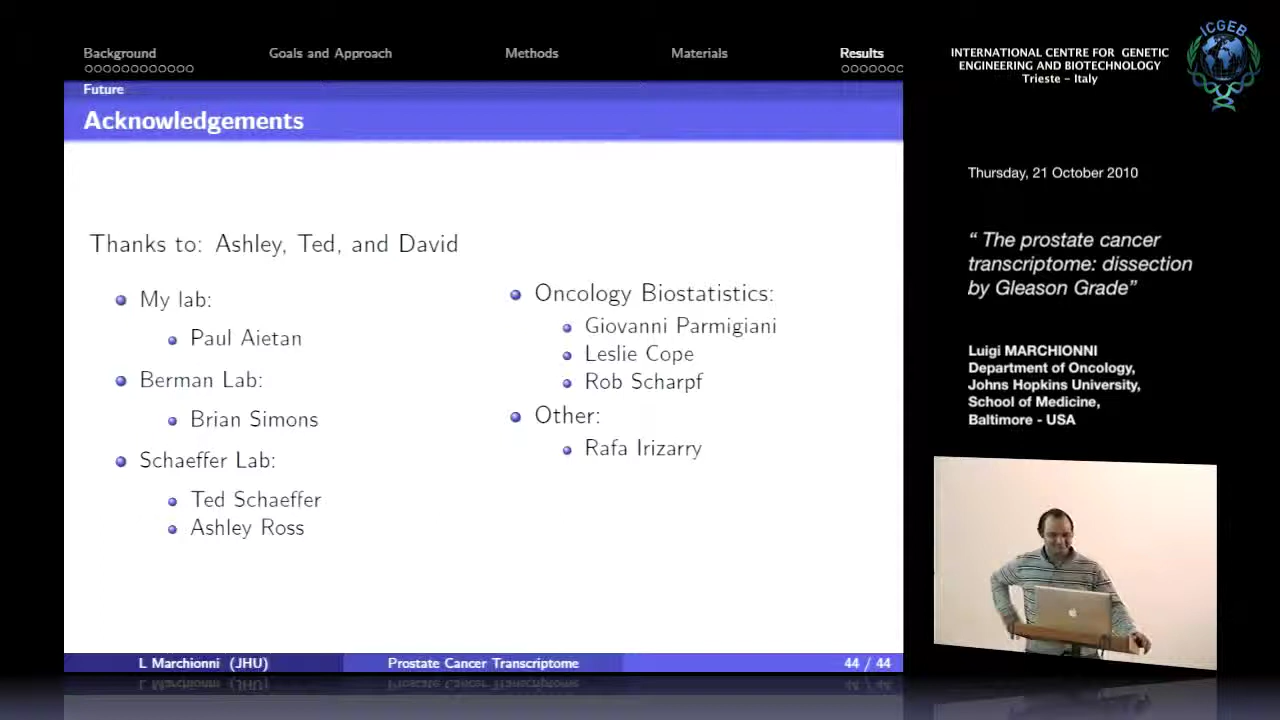 Background
Goals and Approach
Methods
Materials
Results
Future
Acknowledgements
Thanks to: Ashley, Ted, and David
My lab:
Paul Aietan
Berman Lab:
Brian Simons
Schaeffer Lab:
Ted Schaeffer
Ashley Ross
Oncology Biostatistics:
Giovanni Parmigiani
Leslie Cope
Rob Scharpf
Other:
Rafa Irizarry
L Marchionni (JHU)
Prostate Cancer Transcriptome
44 / 44
INTERNATIONAL CENTRE FOR GENETIC
ENGINEERING AND BIOTECHNOLOGY
Trieste - Italy
ICGEB
Thursday, 21 October 2010
“ The prostate cancer
transcriptome: dissection
by Gleason Grade”
Luigi MARCHIONNI
Department of Oncology,
Johns Hopkins University,
School of Medicine,
Baltimore - USA